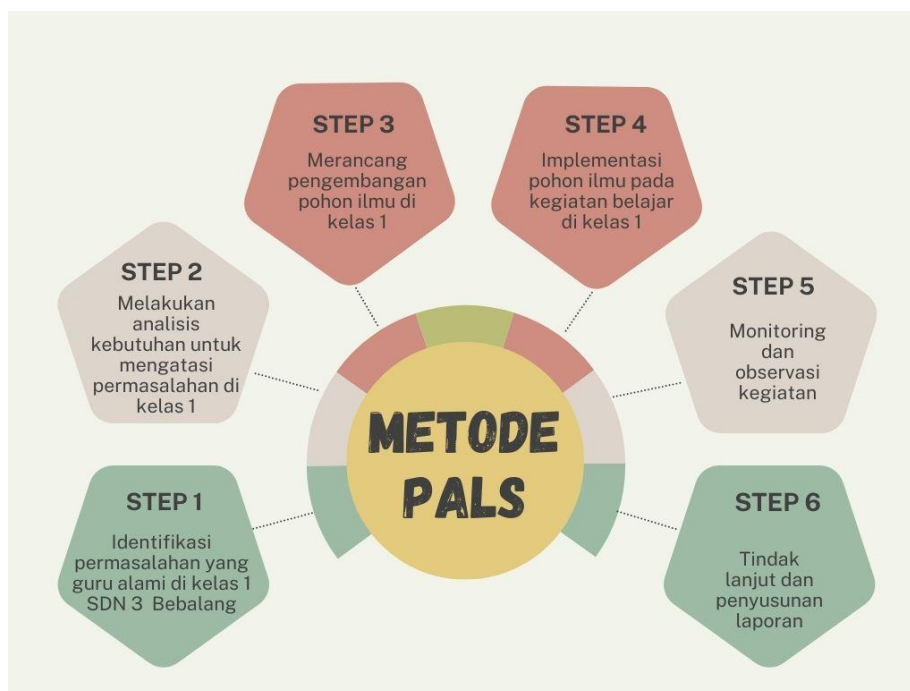 STEP 1
Identifikasi
permasalahan yang
guru alami di kelas 1
SDN 3 Bebalang
STEP 2
Melakukan
analisis
kebutuhan untuk
mengatasi
permasalahan di
kelas 1
STEP 3
Merancang
pengembangan
pohon ilmu di
kelas 1
STEP 4
Implementasi
pohon ilmu pada
kegiatan belajar
di kelas 1
STEP 5
Monitoring
dan
observasi
kegiatan
STEP 6
Tindak
lanjut dan
penyusunan
laporan
METODE
PALS